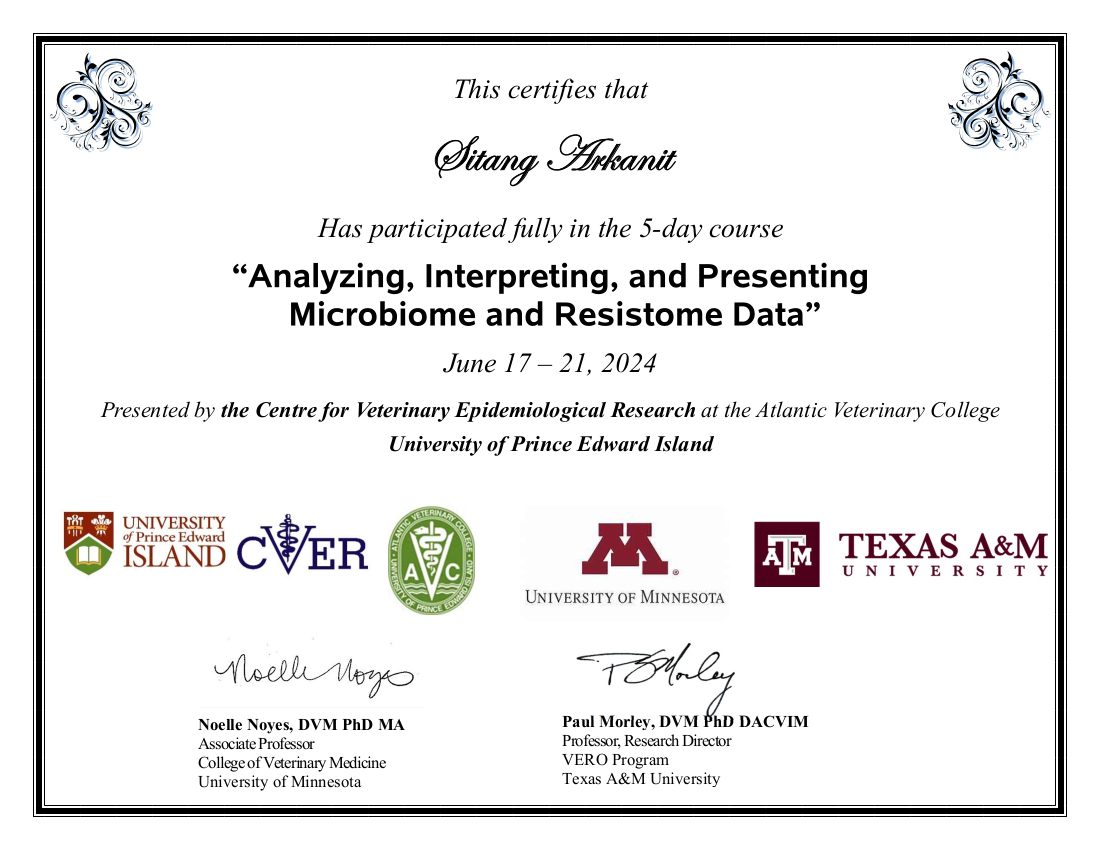 This certifies that
Sitang Arkanit
Has participated fully in the 5-day course
“Analyzing, Interpreting, and Presenting
Microbiome and Resistome Data”
June 17 – 21, 2024
Presented by the Centre for Veterinary Epidemiological Research at the Atlantic Veterinary College
University of Prince Edward Island
UNIVERSITY
of Prince Edward
ISLAND
CVER
ATLANTIC VETERINARY COLLEGE
AVC
UNIVERSITY OF PRINCE EDWARD ISLAND
M®
UNIVERSITY OF MINNESOTA
ATM
TEXAS A&M
UNIVERSITY
Noelle Noyes
P Morley
Noelle Noyes, DVM PhD MA
Associate Professor
College of Veterinary Medicine
University of Minnesota
Paul Morley, DVM PhD DACVIM
Professor, Research Director
VERO Program
Texas A&M University